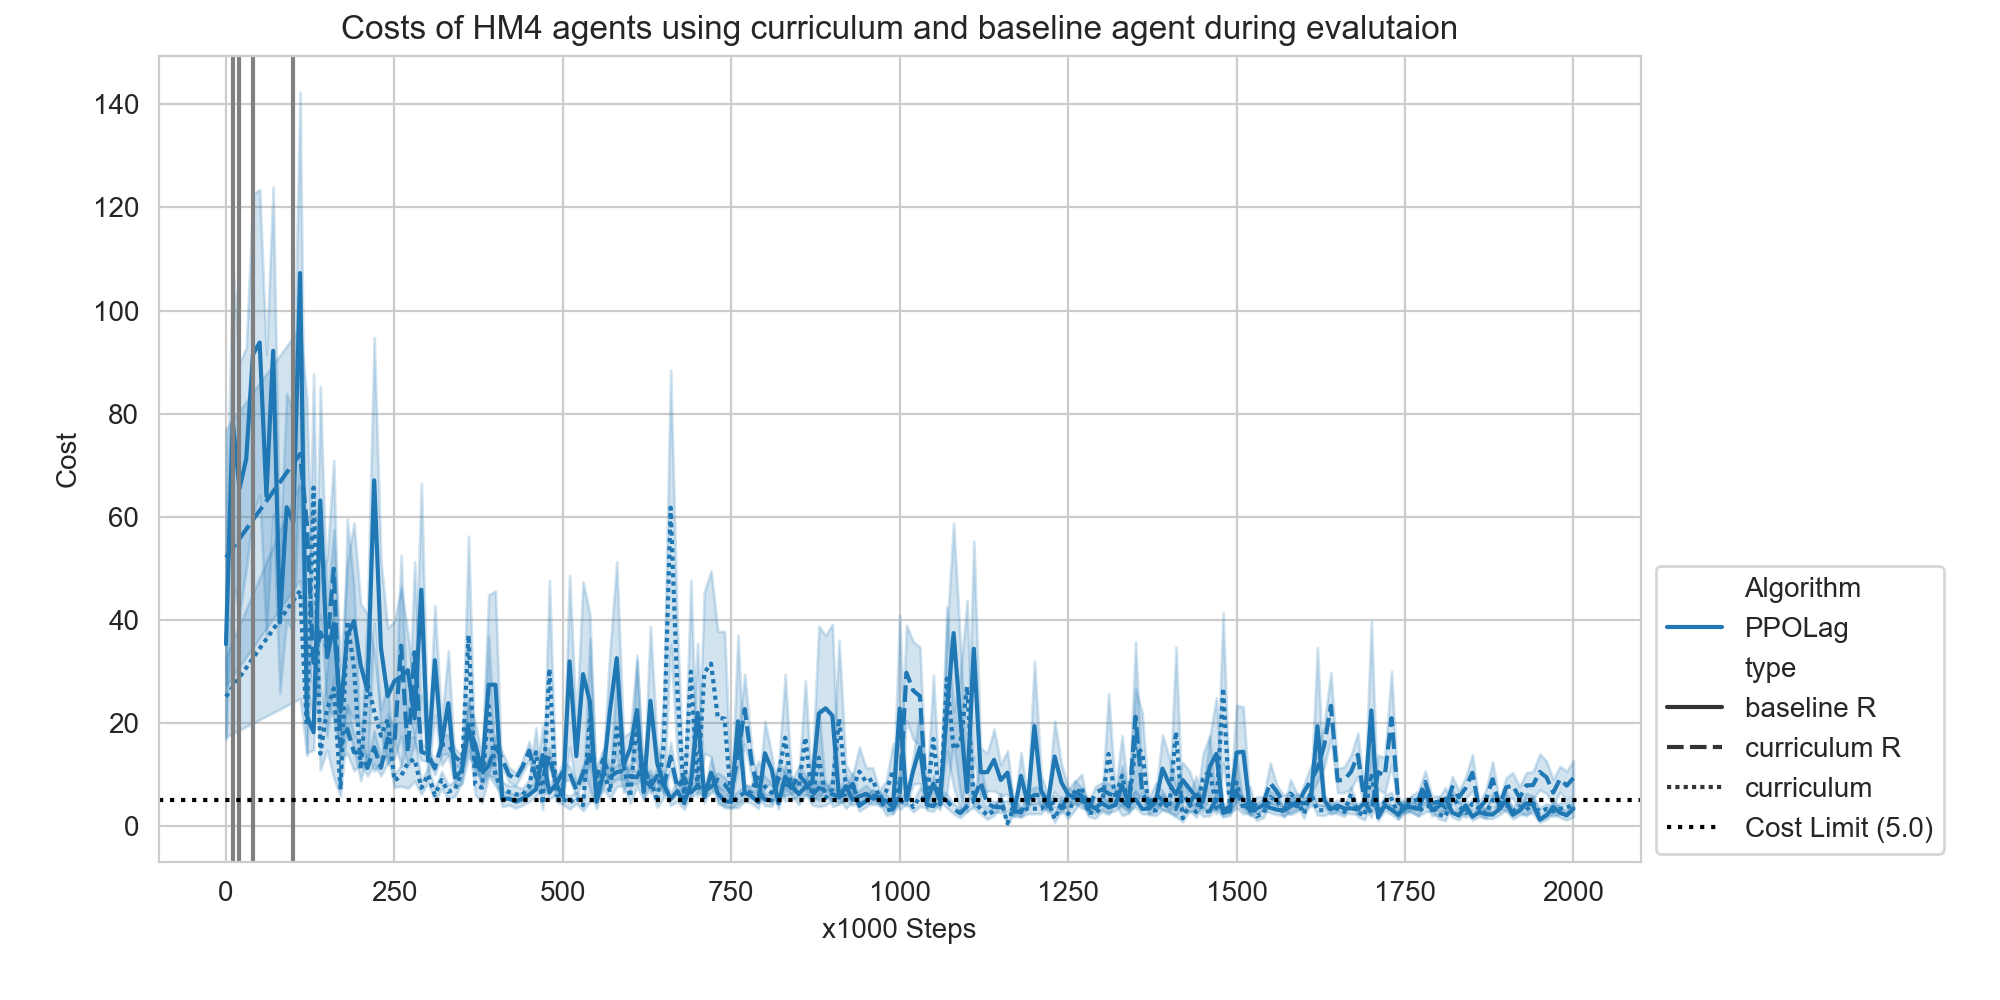 Costs of HM4 agents using curriculum and baseline agent during evalutaion
140
120
100
80
60
40
20
0
Cost
0 250 500 750 1000 1250 1500 1750 2000
x1000 Steps
Algorithm
PPOLag
type
baseline R
curriculum R
curriculum
Cost Limit (5.0)